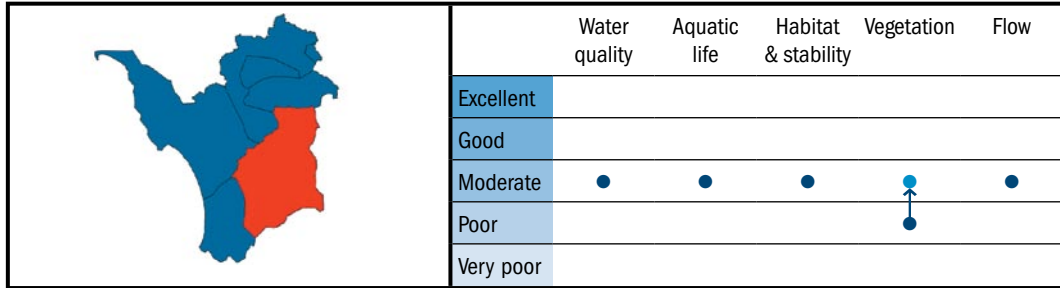 Water quality
Aquatic life
Habitat & stability
Vegetation
Flow
Excellent
Good
Moderate
Poor
Very poor